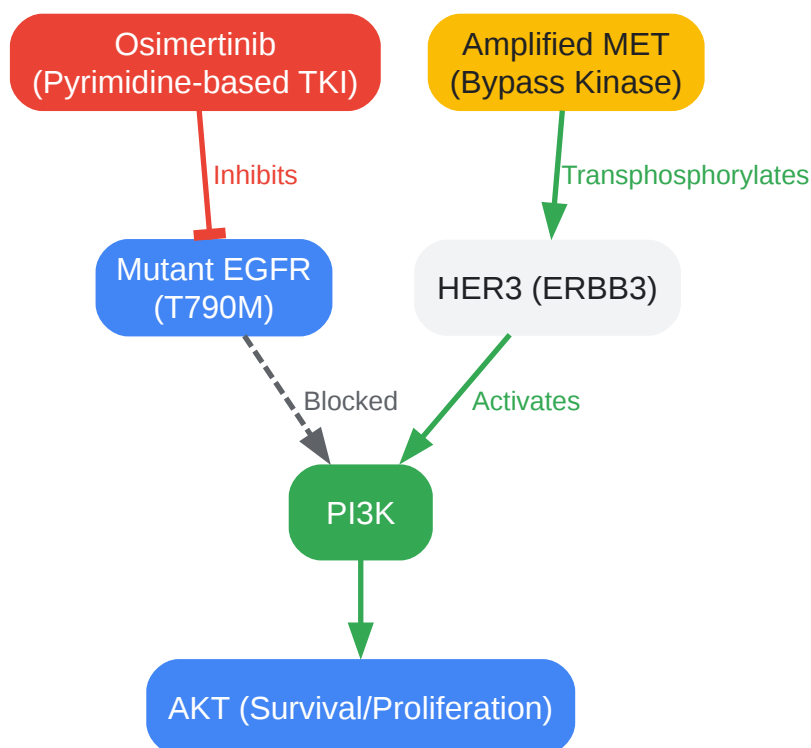 Osimertinib
(Pyrimidine-based TKI)
Amplified MET
(Bypass Kinase)
Inhibits
Transphosphorylates
Mutant EGFR
(T790M)
HER3 (ERBB3)
Blocked
Activates
PI3K
AKT (Survival/Proliferation)